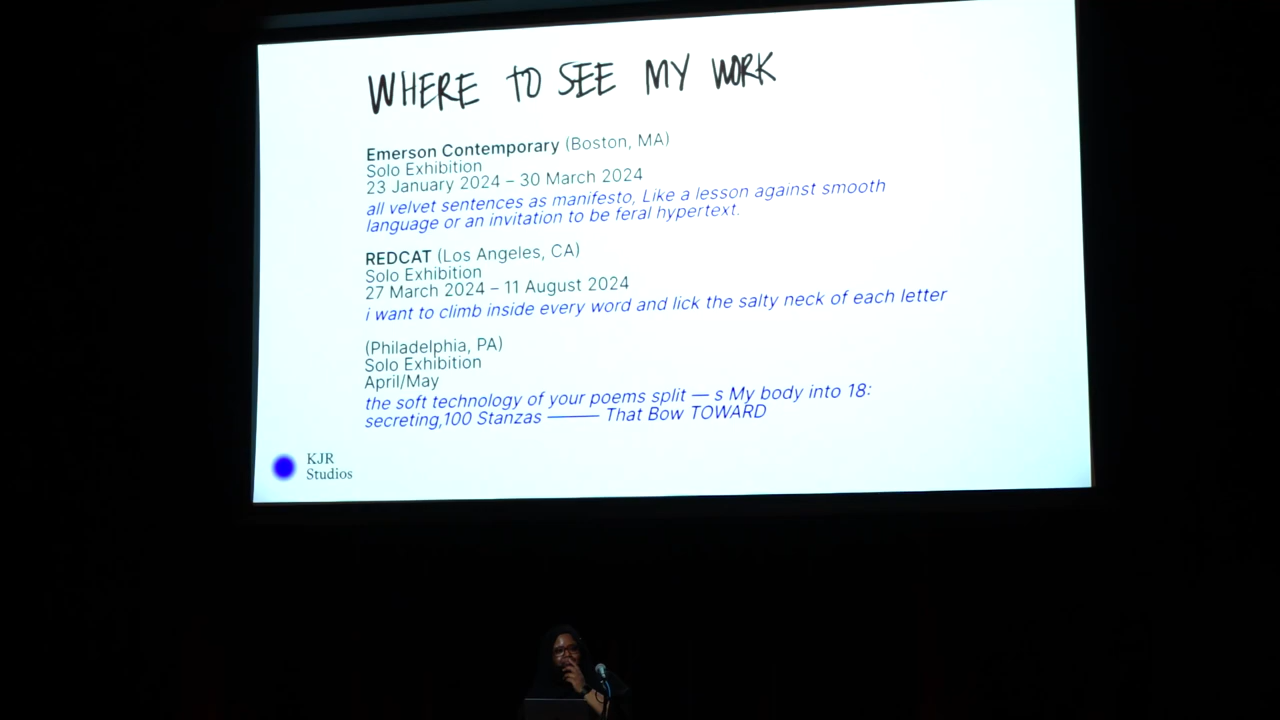 WHERE TO SEE MY WORK
Emerson Contemporary (Boston, MA)
Solo Exhibition
23 January 2024 – 30 March 2024
all velvet sentences as manifesto, Like a lesson against smooth
language or an invitation to be feral hypertext.
REDCAT (Los Angeles, CA)
Solo Exhibition
27 March 2024 – 11 August 2024
i want to climb inside every word and lick the salty neck of each letter
(Philadelphia, PA)
Solo Exhibition
April/May
the soft technology of your poems split — s My body into 18:
secreting,100 Stanzas ——— That Bow TOWARD
KJR
Studios